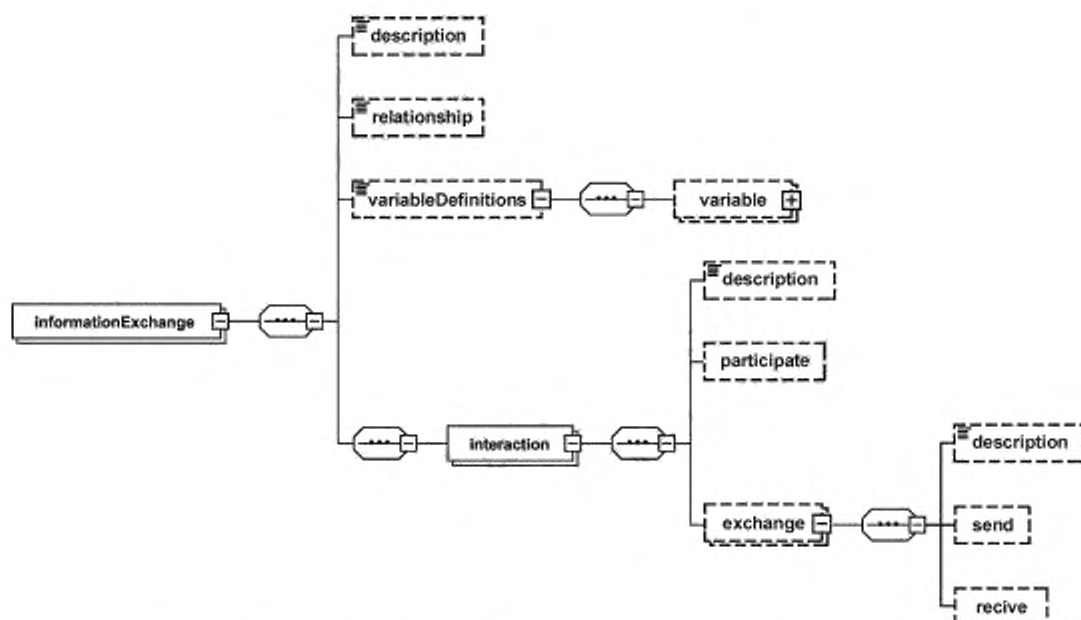 description
relationship
variableDefinitions
variable
description
informationExchange
participate
interaction
description
exchange
send
recive